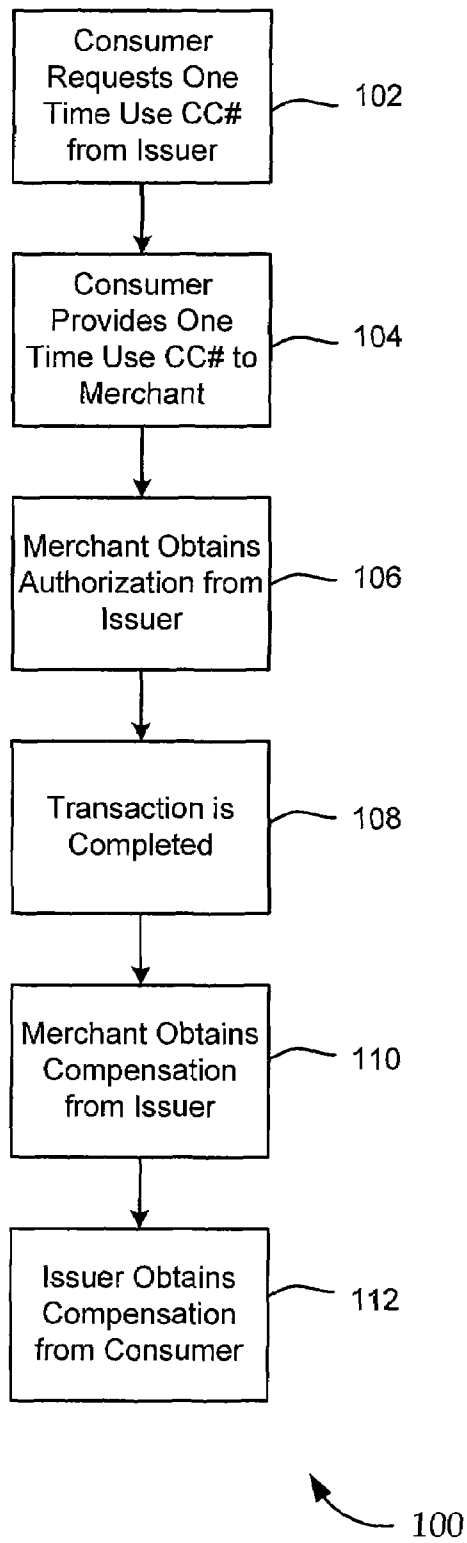 Consumer
Requests One
Time Use CC#
from Issuer
102
Consumer
Provides One
Time Use CC# to
Merchant
104
Merchant Obtains
Authorization from
Issuer
106
Transaction is
Completed
108
Merchant Obtains
Compensation
from Issuer
110
Issuer Obtains
Compensation
from Consumer
112
100